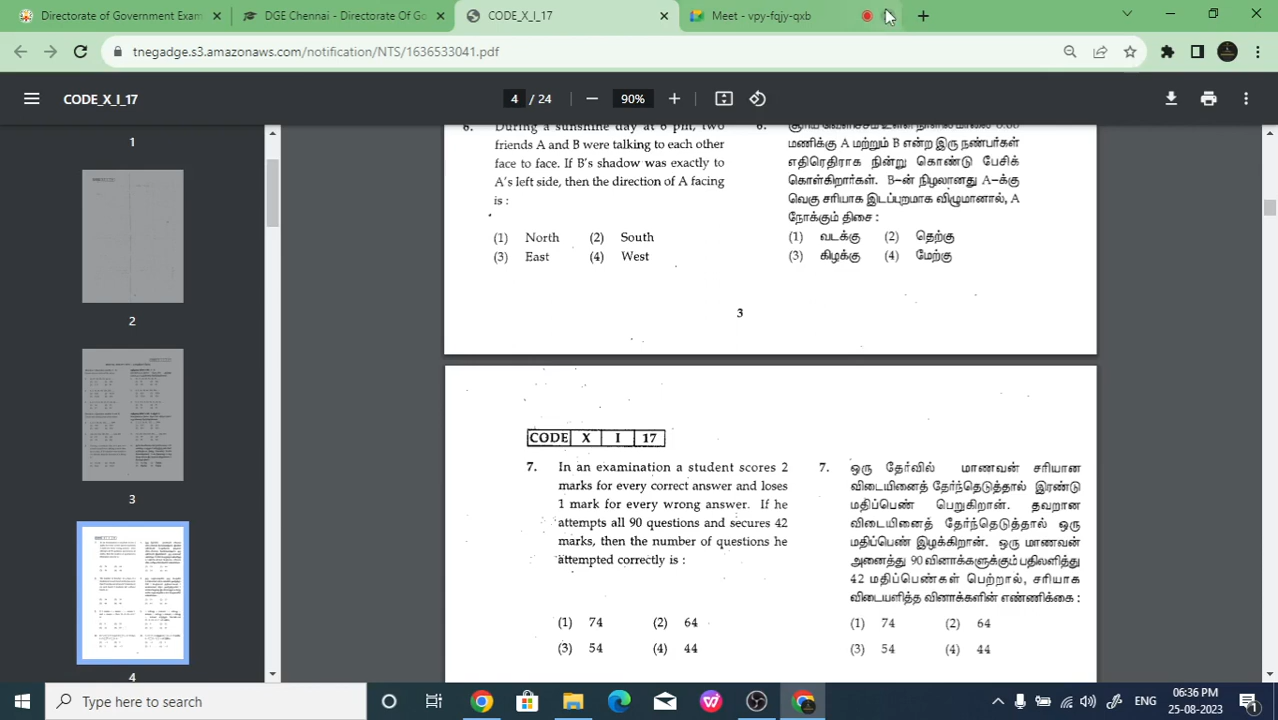 Directorate of Government Exam
DGE Chennai - Directorate Of Go
CODE_X_I_17
Meet - vpy-fqjy-qxb
tnegadge.s3.amazonaws.com/notification/NTS/1636533041.pdf
CODE_X_I_17
4 / 24
90%
1
2
3
4
6. During a sunshine day at 6 pm, two
friends A and B were talking to each other
face to face. If B's shadow was exactly to
A's left side, then the direction of A facing
is :
(1) North (2) South
(3) East (4) West
மணிக்கு A மற்றும் B என்ற இரு நண்பர்கள்
எதிரெதிராக நின்று கொண்டு பேசிக்
கொள்கிறார்கள். B-ன் நிழலானது A-க்கு
வெகு சரியாக இடப்புறமாக விழுமானால், A
நோக்கும் திசை :
(1) வடக்கு (2) தெற்கு
(3) கிழக்கு (4) மேற்கு
3
CODE X I 17
7. In an examination a student scores 2
marks for every correct answer and loses
1 mark for every wrong answer. If he
attempts all 90 questions and secures 42
marks, then the number of questions he
attempted correctly is :
(1) 74 (2) 64
(3) 54 (4) 44
7. ஒரு தேர்வில் மாணவன் சரியான
விடையினைத் தேர்ந்தெடுத்தால் இரண்டு
மதிப்பெண் பெறுகிறான். தவறான
விடையினைத் தேர்ந்தெடுத்தால் ஒரு
மதிப்பெண் இழக்கிறான். ஒரு மாணவன்
அனைத்து 90 வினாக்களுக்கும் பதிலளித்து
42 மதிப்பெண்கள் பெற்றால், சரியாக
விடையளித்த வினாக்களின் எண்ணிக்கை :
(1) 74 (2) 64
(3) 54 (4) 44
Type here to search
ENG
06:36 PM
25-08-2023